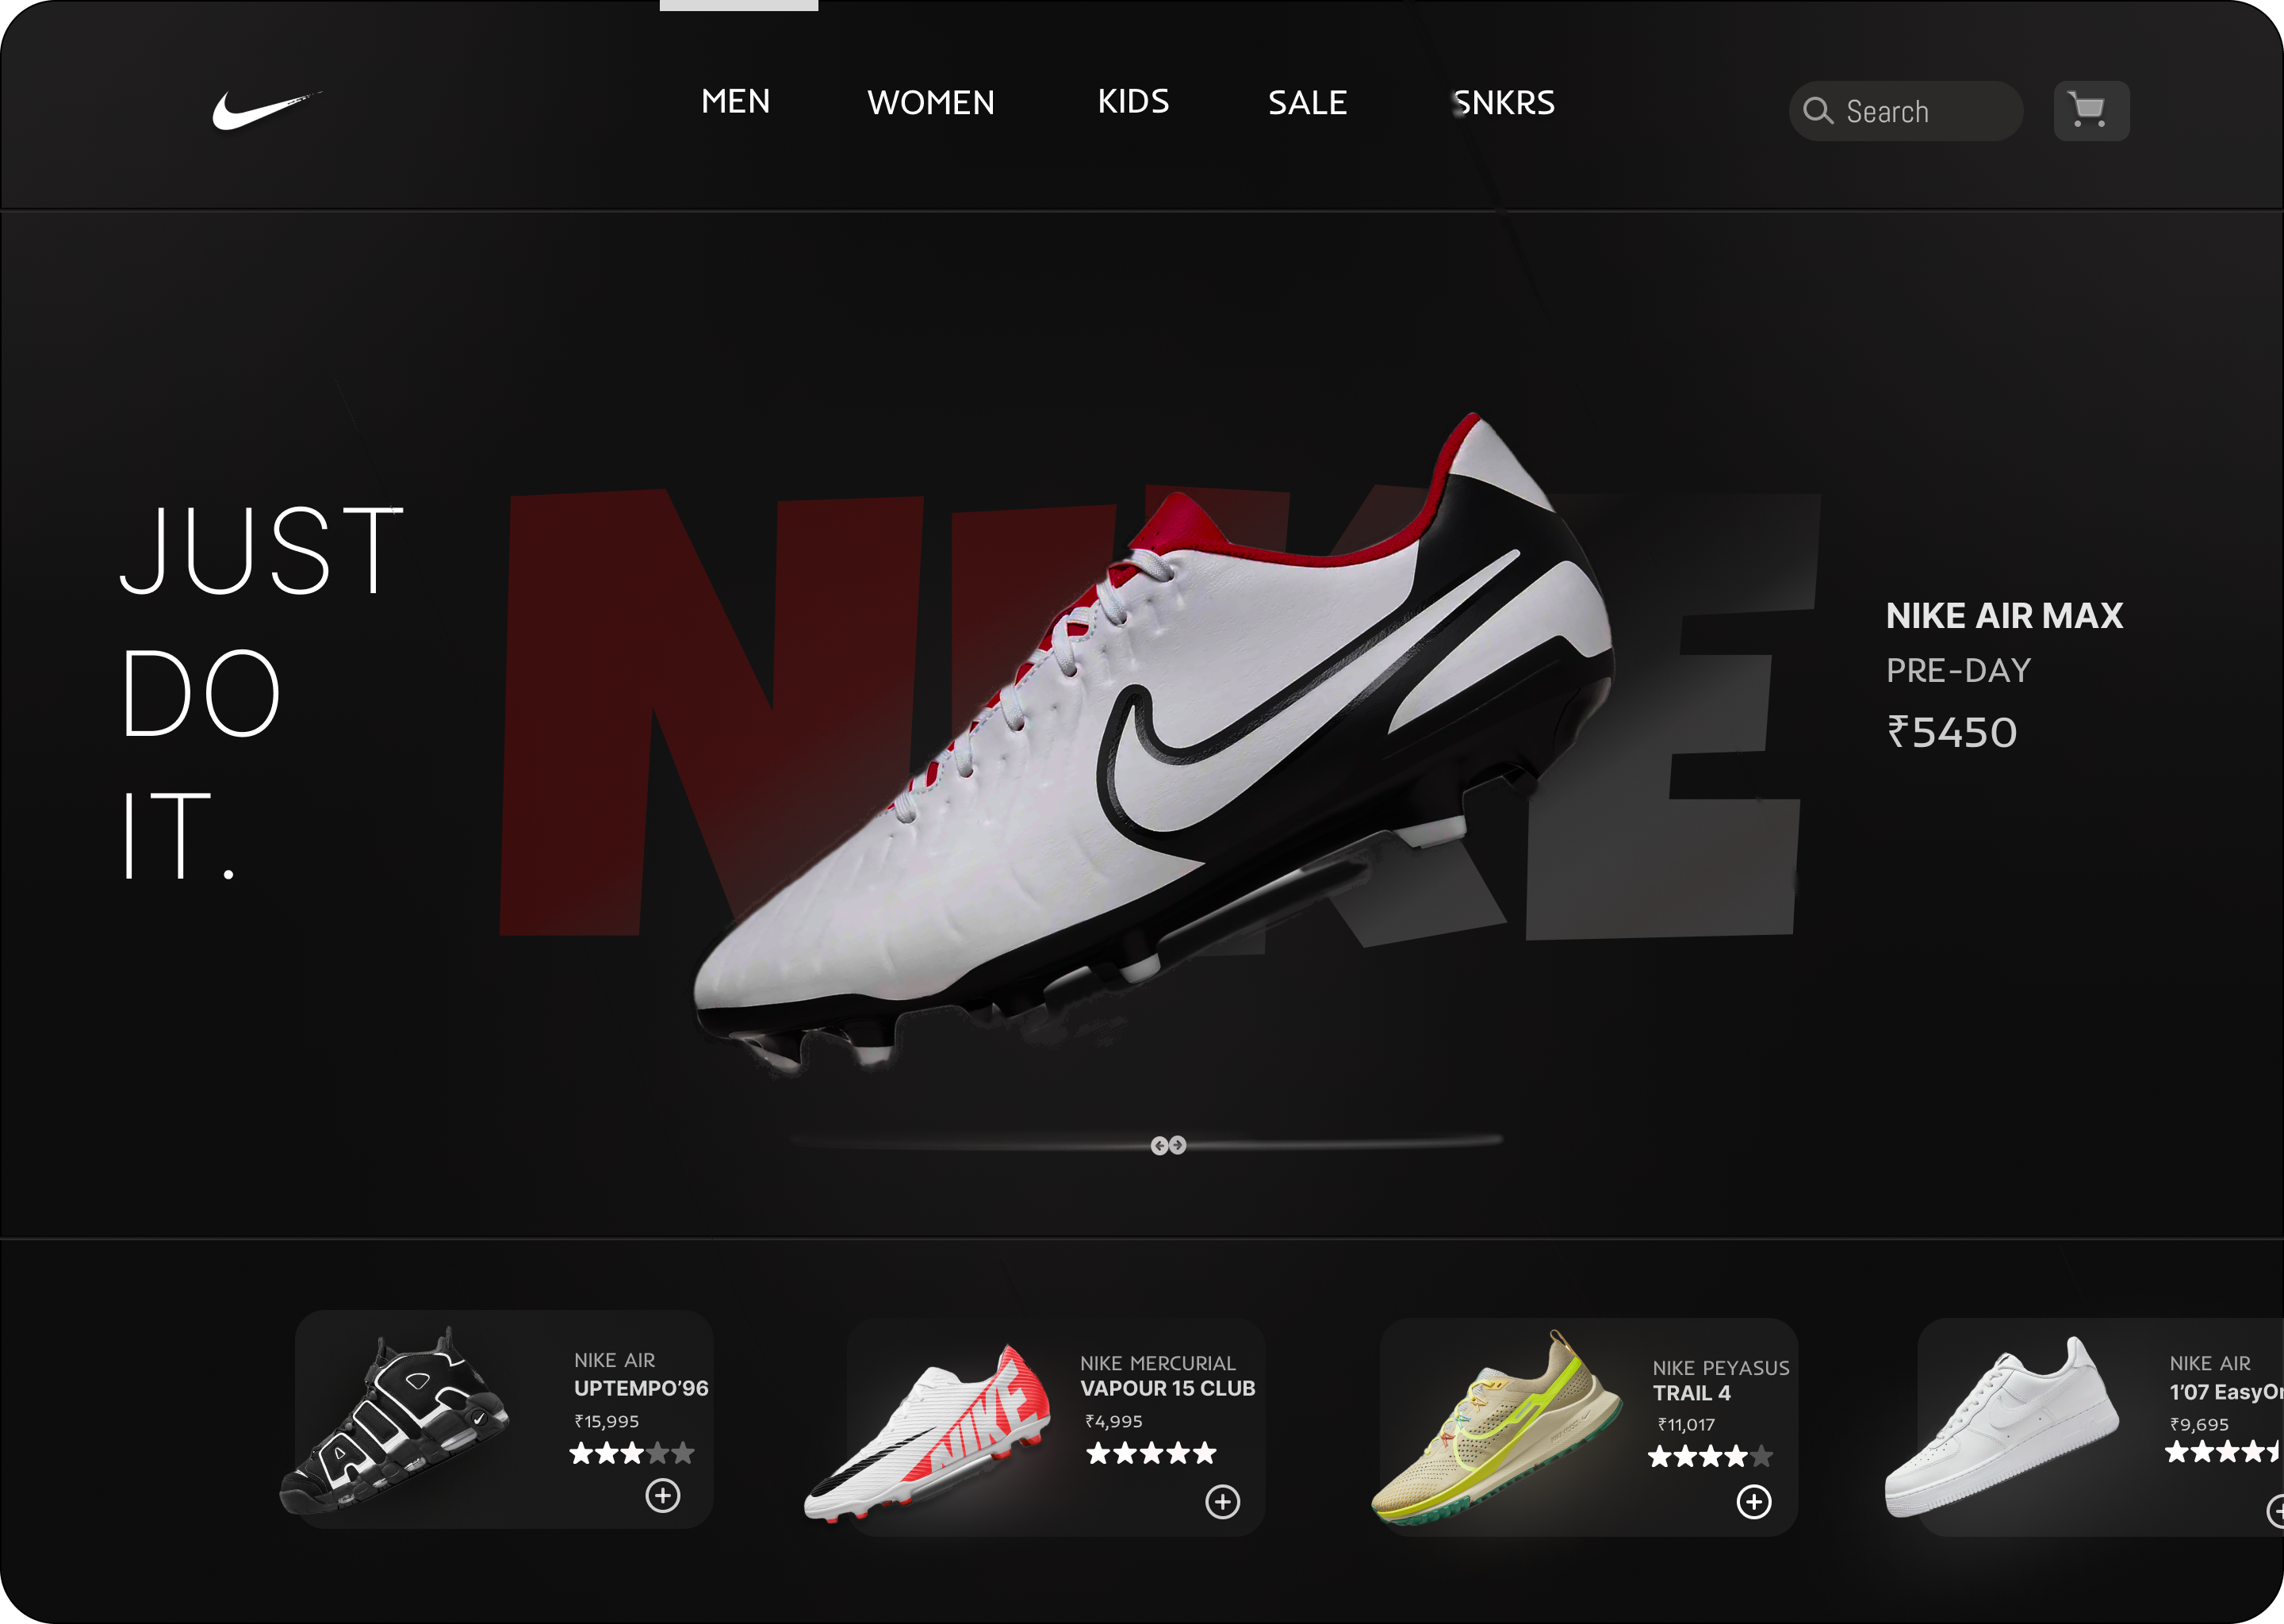 MEN WOMEN KIDS SALE SNKRS
Search
NIKE
JUST
DO
IT.
NIKE AIR MAX
PRE-DAY
₹5450
NIKE AIR
UPTEMPO’96
₹15,995
NIKE
NIKE MERCURIAL
VAPOUR 15 CLUB
₹4,995
NIKE PEYASUS
TRAIL 4
₹11,017
NIKE AIR
1’07
₹9,695